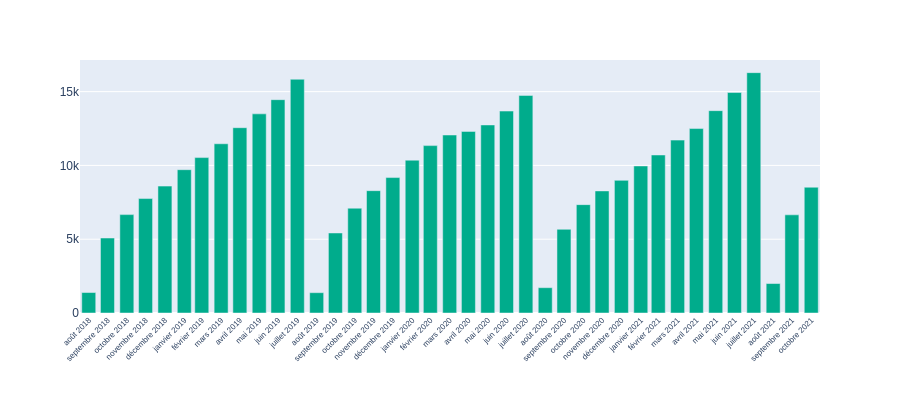 15k
10k
5k
0
août 2018
septembre 2018
octobre 2018
novembre 2018
décembre 2018
janvier 2019
février 2019
mars 2019
avril 2019
mai 2019
juin 2019
juillet 2019
août 2019
septembre 2019
octobre 2019
novembre 2019
décembre 2019
janvier 2020
février 2020
mars 2020
avril 2020
mai 2020
juin 2020
juillet 2020
août 2020
septembre 2020
octobre 2020
novembre 2020
décembre 2020
janvier 2021
février 2021
mars 2021
avril 2021
mai 2021
juin 2021
juillet 2021
août 2021
septembre 2021
octobre 2021